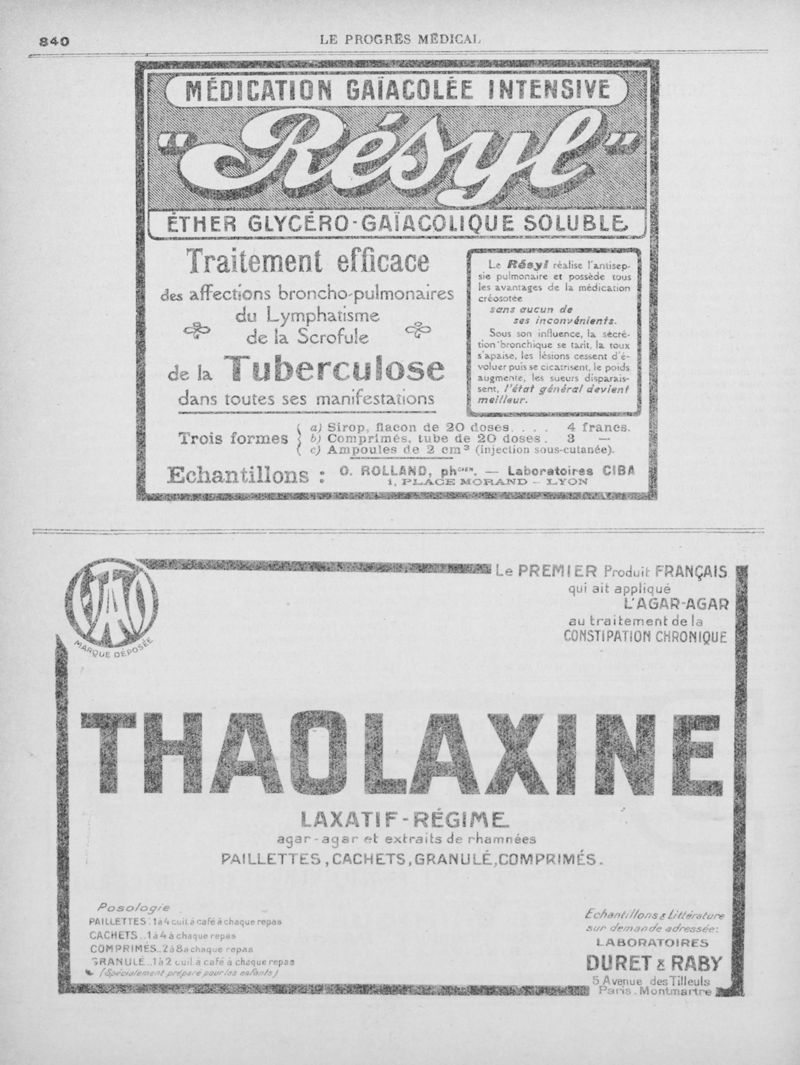 840
LE PROGRÈS MÉDICAL
MÉDICATION GAÏACOLÉE INTENSIVE
"Résyl"
ÉTHER GLYCÉRO-GAÏACOLIQUE SOLUBLE
Traitement efficace
des affections broncho-pulmonaires
du Lymphatisme
de la Scrofule
de la Tuberculose
dans toutes ses manifestations
Le Résyl réalise l'antisep-
sie pulmonaire et possède tous
les avantages de la médication
créosotée
sans aucun de
ses inconvénients.
Sous son influence, la sécré-
tion bronchique se tarit, la toux
s'apaise, les lésions cessent d'é-
voluer puis se cicatrisent, le poids
augmente, les sueurs disparais-
sent, l'état général devient
meilleur.
Trois formes
a) Sirop, flacon de 20 doses. . . . 4 francs.
b) Comprimés, tube de 20 doses. 3 —
c) Ampoules de 2 cm³ (injection sous-cutanée).
Echantillons : O. ROLLAND, phcien. — Laboratoires CIBA
1, PLACE MORAND — LYON
MARQUE DÉPOSÉE
Le PREMIER Produit FRANÇAIS
qui ait appliqué
L'AGAR-AGAR
au traitement de la
CONSTIPATION CHRONIQUE
THAOLAXINE
LAXATIF-RÉGIME
agar-agar et extraits de rhamnées
PAILLETTES, CACHETS, GRANULÉ, COMPRIMÉS.
Posologie
PAILLETTES. 1 à 4 cuil. à café à chaque repas
CACHETS.. 1 à 4 à chaque repas
COMPRIMÉS.. 2 à 8 à chaque repas
GRANULÉ.. 1 à 2 cuil. à café à chaque repas
(Spécialement préparé pour les enfants)
Echantillons & Littérature
sur demande adressée:
LABORATOIRES
DURET & RABY
5 Avenue des Tilleuls
Paris. Montmartre